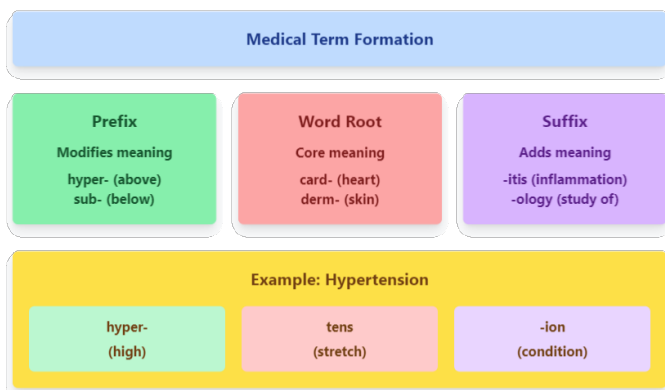 Medical Term Formation
Prefix
Modifies meaning
hyper- (above)
sub- (below)
Word Root
Core meaning
card- (heart)
derm- (skin)
Suffix
Adds meaning
-itis (inflammation)
-ology (study of)
Example: Hypertension
hyper-
(high)
tens
(stretch)
-ion
(condition)